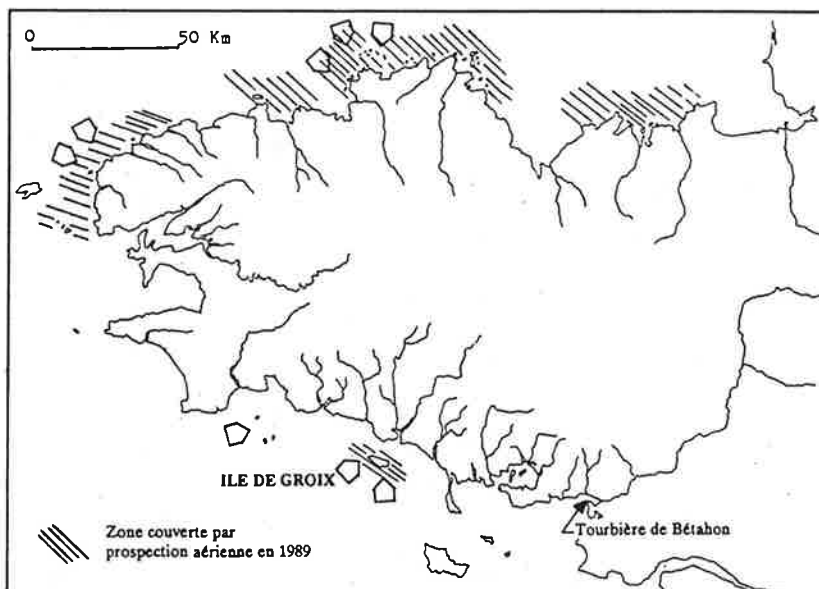 0 50 Km
ILE DE GROIX
Tourbière de Bétahon
Zone couverte par
prospection aérienne en 1989